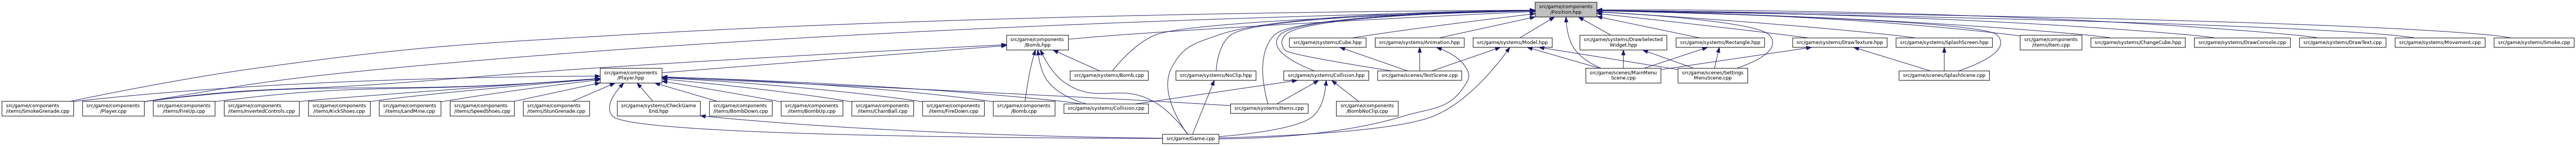 src/game/components
/Position.hpp
src/game/components
/Bomb.hpp
src/game/systems/Cube.hpp
src/game/systems/Animation.hpp
src/game/systems/Model.hpp
src/game/systems/DrawSelected
Widget.hpp
src/game/systems/Rectangle.hpp
src/game/systems/DrawTexture.hpp
src/game/systems/SplashScreen.hpp
src/game/components
/items/Item.cpp
src/game/systems/ChangeCube.hpp
src/game/systems/DrawConsole.cpp
src/game/systems/DrawText.cpp
src/game/systems/Movement.cpp
src/game/systems/Smoke.cpp
src/game/components
/Player.hpp
src/game/systems/Bomb.cpp
src/game/systems/NoClip.hpp
src/game/systems/Collision.hpp
src/game/scenes/TestScene.cpp
src/game/scenes/MainMenu
Scene.cpp
src/game/scenes/Settings
MenuScene.cpp
src/game/scenes/SplashScene.cpp
src/game/components
/items/SmokeGrenade.cpp
src/game/components
/Player.cpp
src/game/components
/items/FireUp.cpp
src/game/components
/items/InvertedControls.cpp
src/game/components
/items/KickShoes.cpp
src/game/components
/items/LandMine.cpp
src/game/components
/items/SpeedShoes.cpp
src/game/components
/items/StunGrenade.cpp
src/game/systems/CheckGame
End.hpp
src/game/components
/items/BombDown.cpp
src/game/components
/items/BombUp.cpp
src/game/components
/items/ChainBall.cpp
src/game/components
/items/FireDown.cpp
src/game/components
/Bomb.cpp
src/game/systems/Collision.cpp
src/game/systems/Items.cpp
src/game/components
/BombNoClip.cpp
src/game/Game.cpp